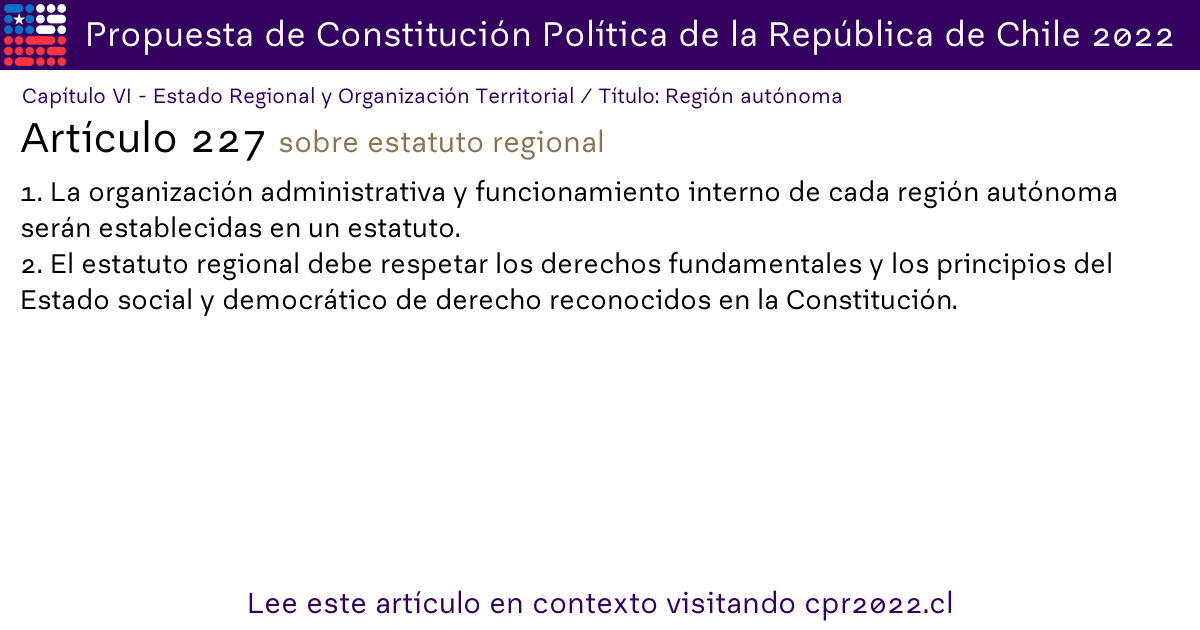 Propuesta de Constitución Política de la República de Chile 2022
Capítulo VI - Estado Regional y Organización Territorial / Título: Región autónoma
Artículo 227 sobre estatuto regional
1. La organización administrativa y funcionamiento interno de cada región autónoma
serán establecidas en un estatuto.
2. El estatuto regional debe respetar los derechos fundamentales y los principios del
Estado social y democrático de derecho reconocidos en la Constitución.
Lee este artículo en contexto visitando cpr2022.cl